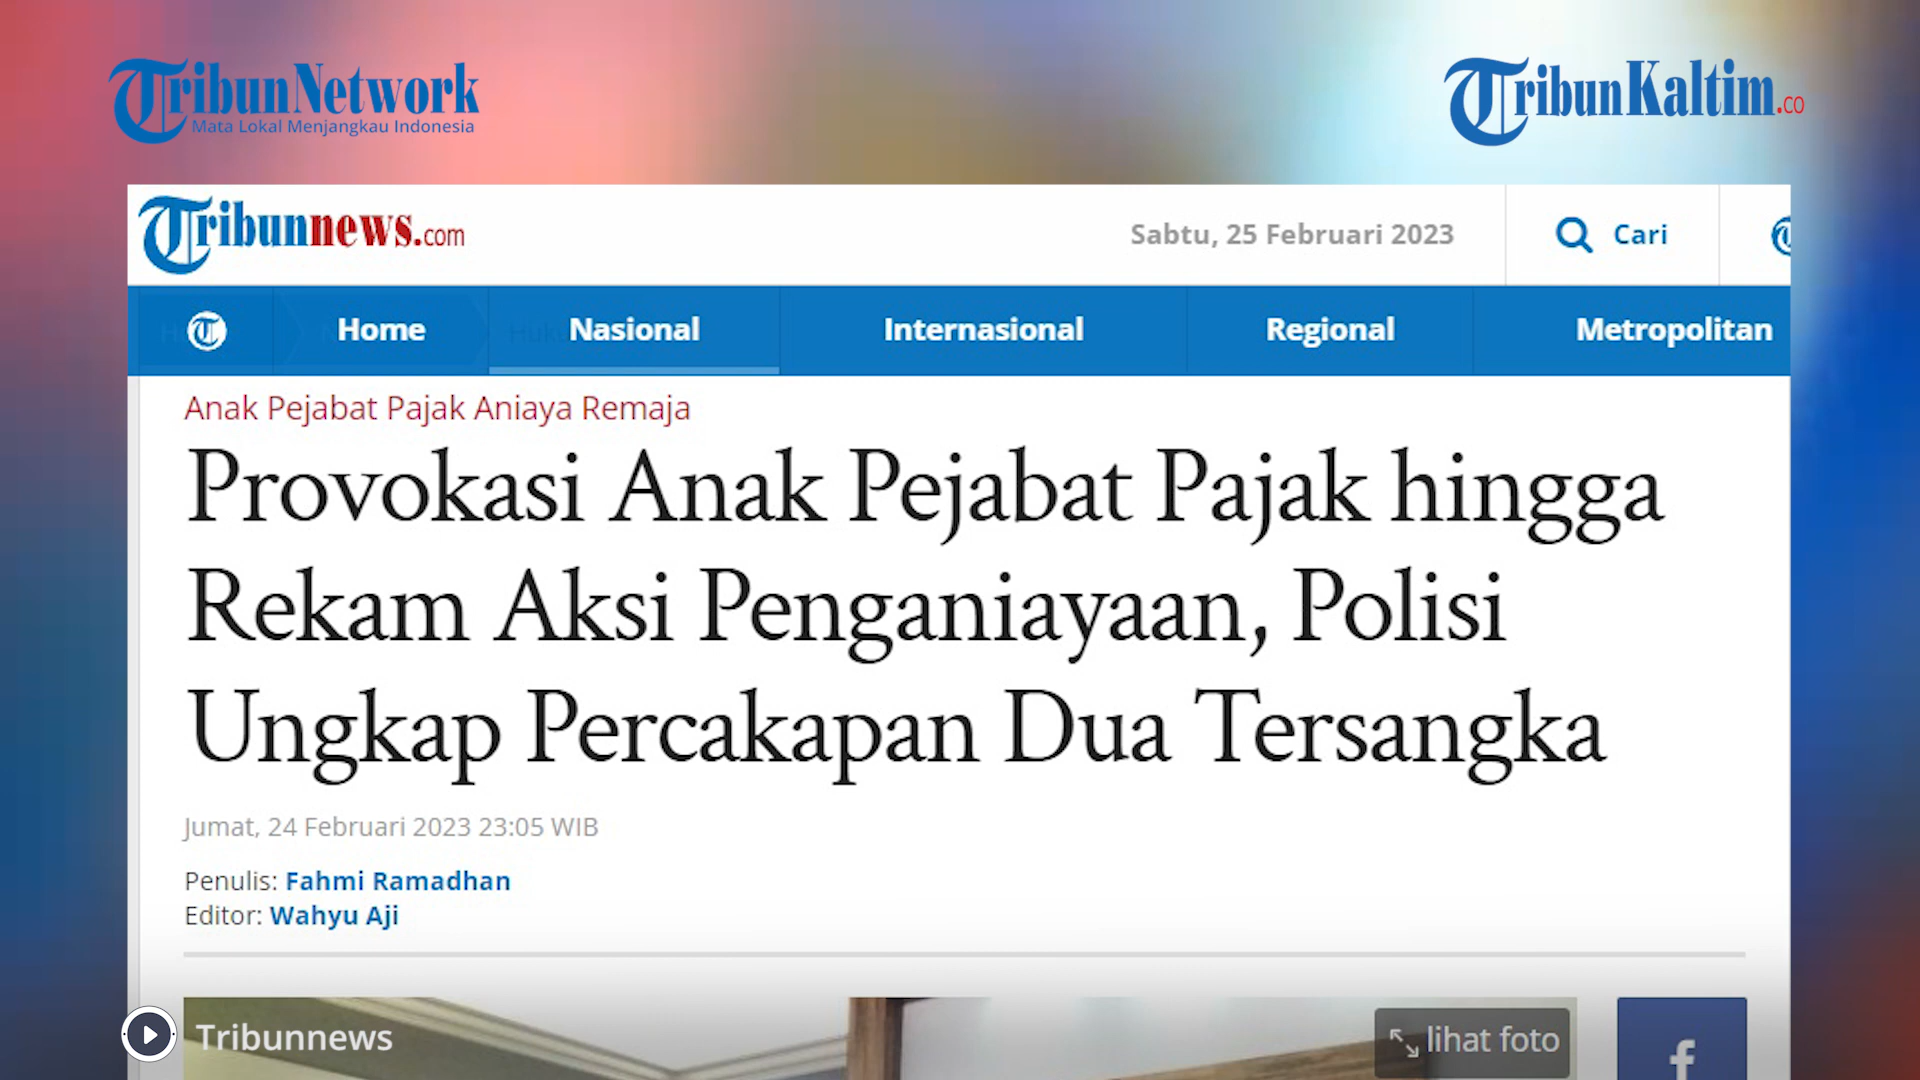 TribunNetwork
Mata Lokal Menjangkau Indonesia
TribunKaltim.co
Tribunnews.com
Sabtu, 25 Februari 2023
Cari
Home
Nasional
Internasional
Regional
Metropolitan
Anak Pejabat Pajak Aniaya Remaja
Provokasi Anak Pejabat Pajak hingga
Rekam Aksi Penganiayaan, Polisi
Ungkap Percakapan Dua Tersangka
Jumat, 24 Februari 2023 23:05 WIB
Penulis: Fahmi Ramadhan
Editor: Wahyu Aji
Tribunnews
lihat foto
f